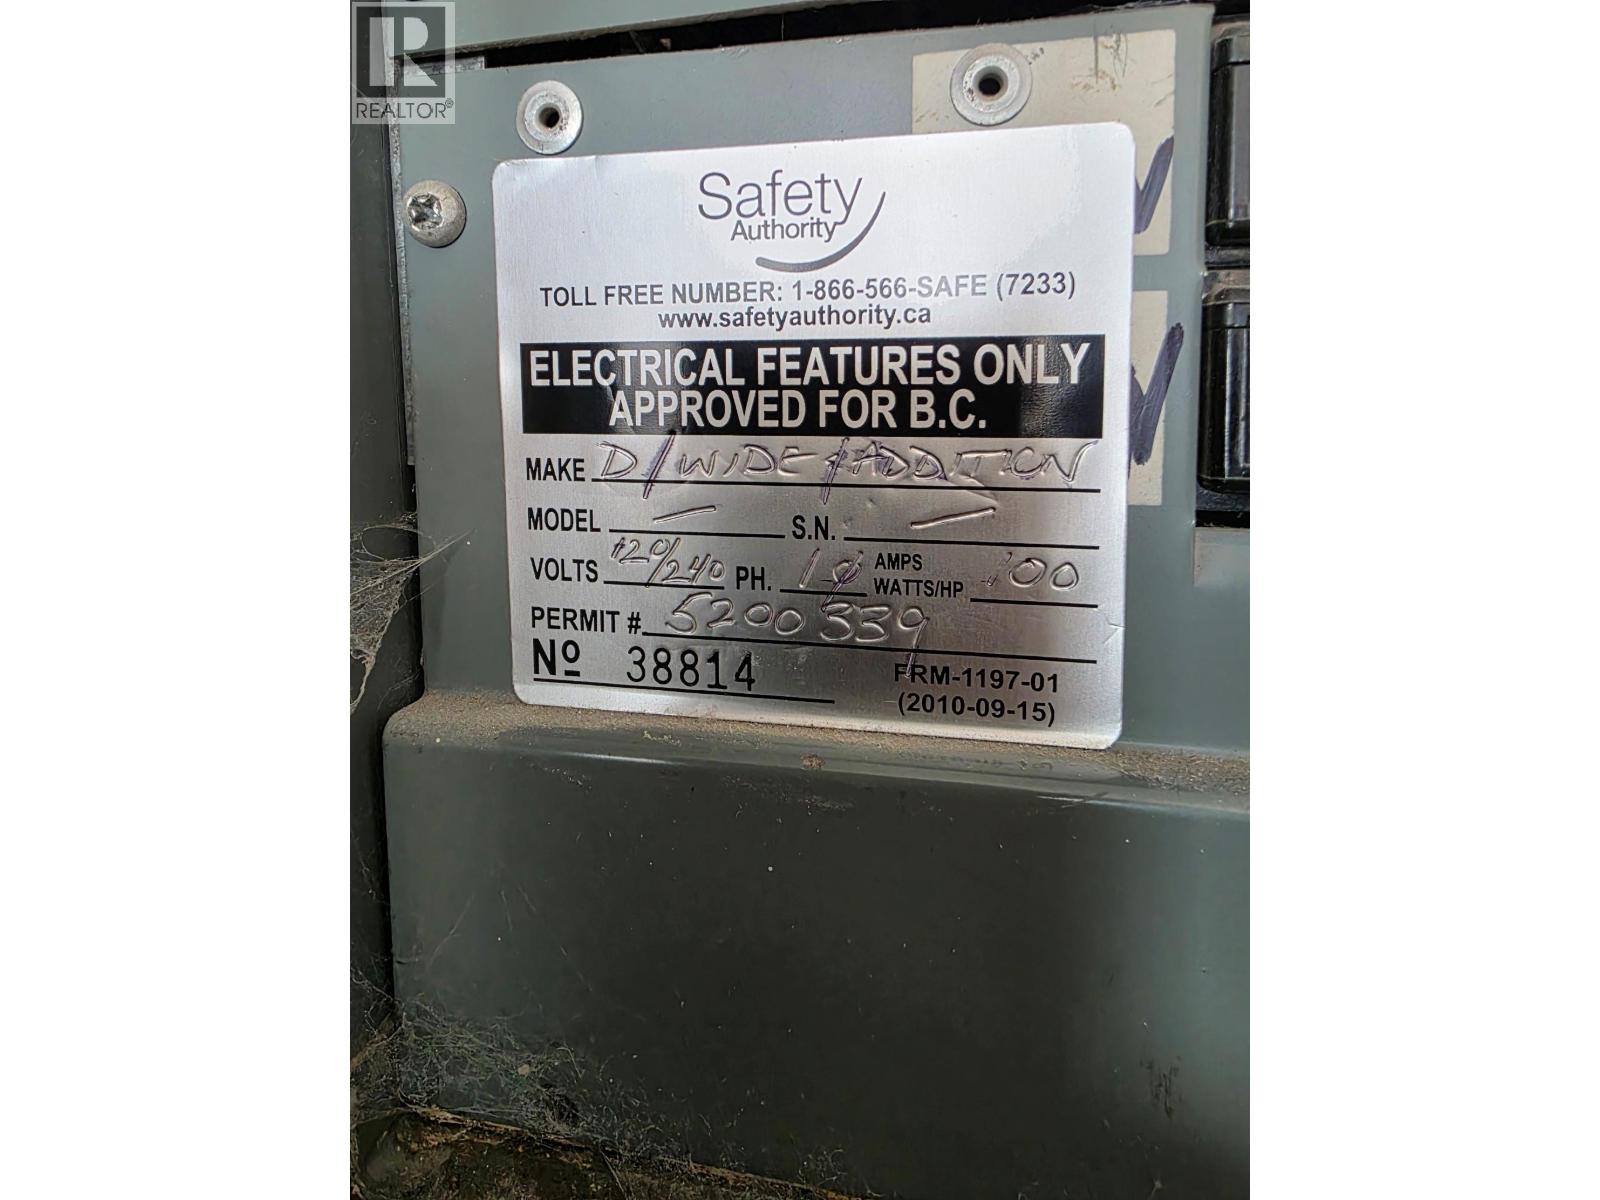 REALTOR®
Safety
Authority
TOLL FREE NUMBER: 1-866-566-SAFE (7233)
www.safetyauthority.ca
ELECTRICAL FEATURES ONLY
APPROVED FOR B.C.
MAKE D/WIDE / ADDITION
MODEL — S.N. —
VOLTS 120/240 PH. 1φ AMPS WATTS/HP 100
PERMIT # 5200339
Nº 38814
FRM-1197-01
(2010-09-15)